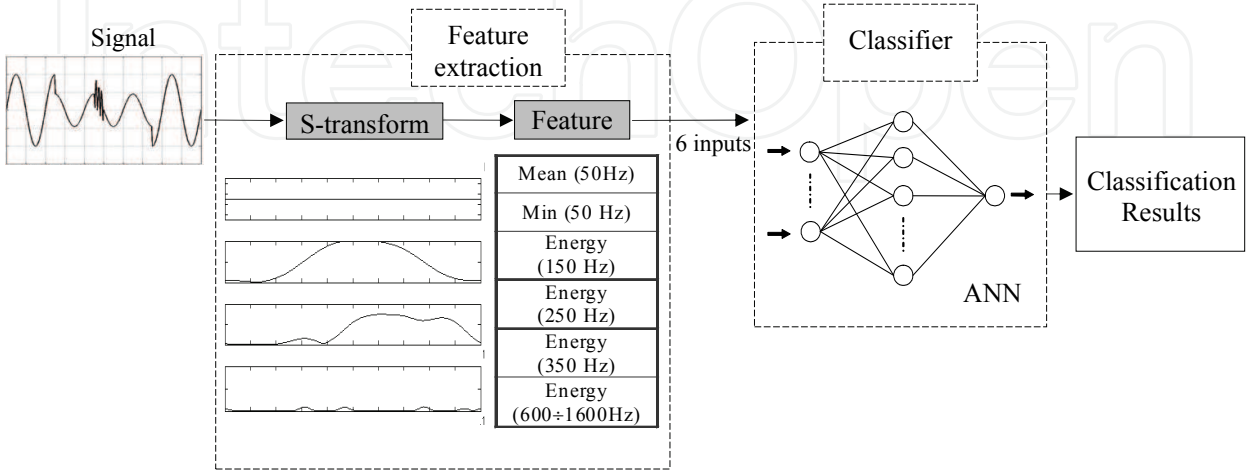 IntechOpen
Signal
Feature
extraction
Classifier
S-transform
Feature
6 inputs
Mean (50Hz)
Min (50 Hz)
Energy
(150 Hz)
Energy
(250 Hz)
Energy
(350 Hz)
Energy
(600÷1600Hz)
ANN
Classification
Results